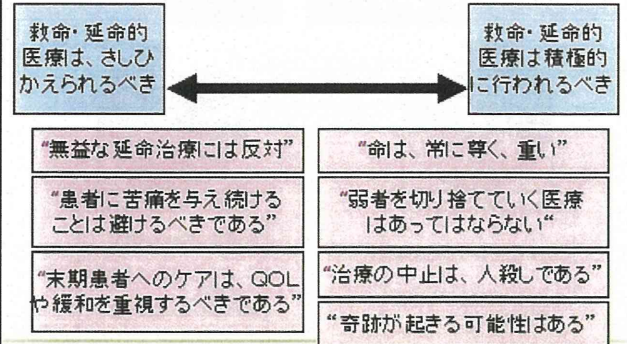 救命・延命的
医療は、さしひ
かえられるべき
救命・延命的
医療は積極的
に行われるべき
“無益な延命治療には反対”
“患者に苦痛を与え続ける
ことは避けるべきである”
“末期患者へのケアは、QOL
や緩和を重視するべきである”
“命は、常に尊く、重い”
“弱者を切り捨てていく医療
はあってはならない“
“治療の中止は、人殺しである”
“奇跡が起きる可能性はある”